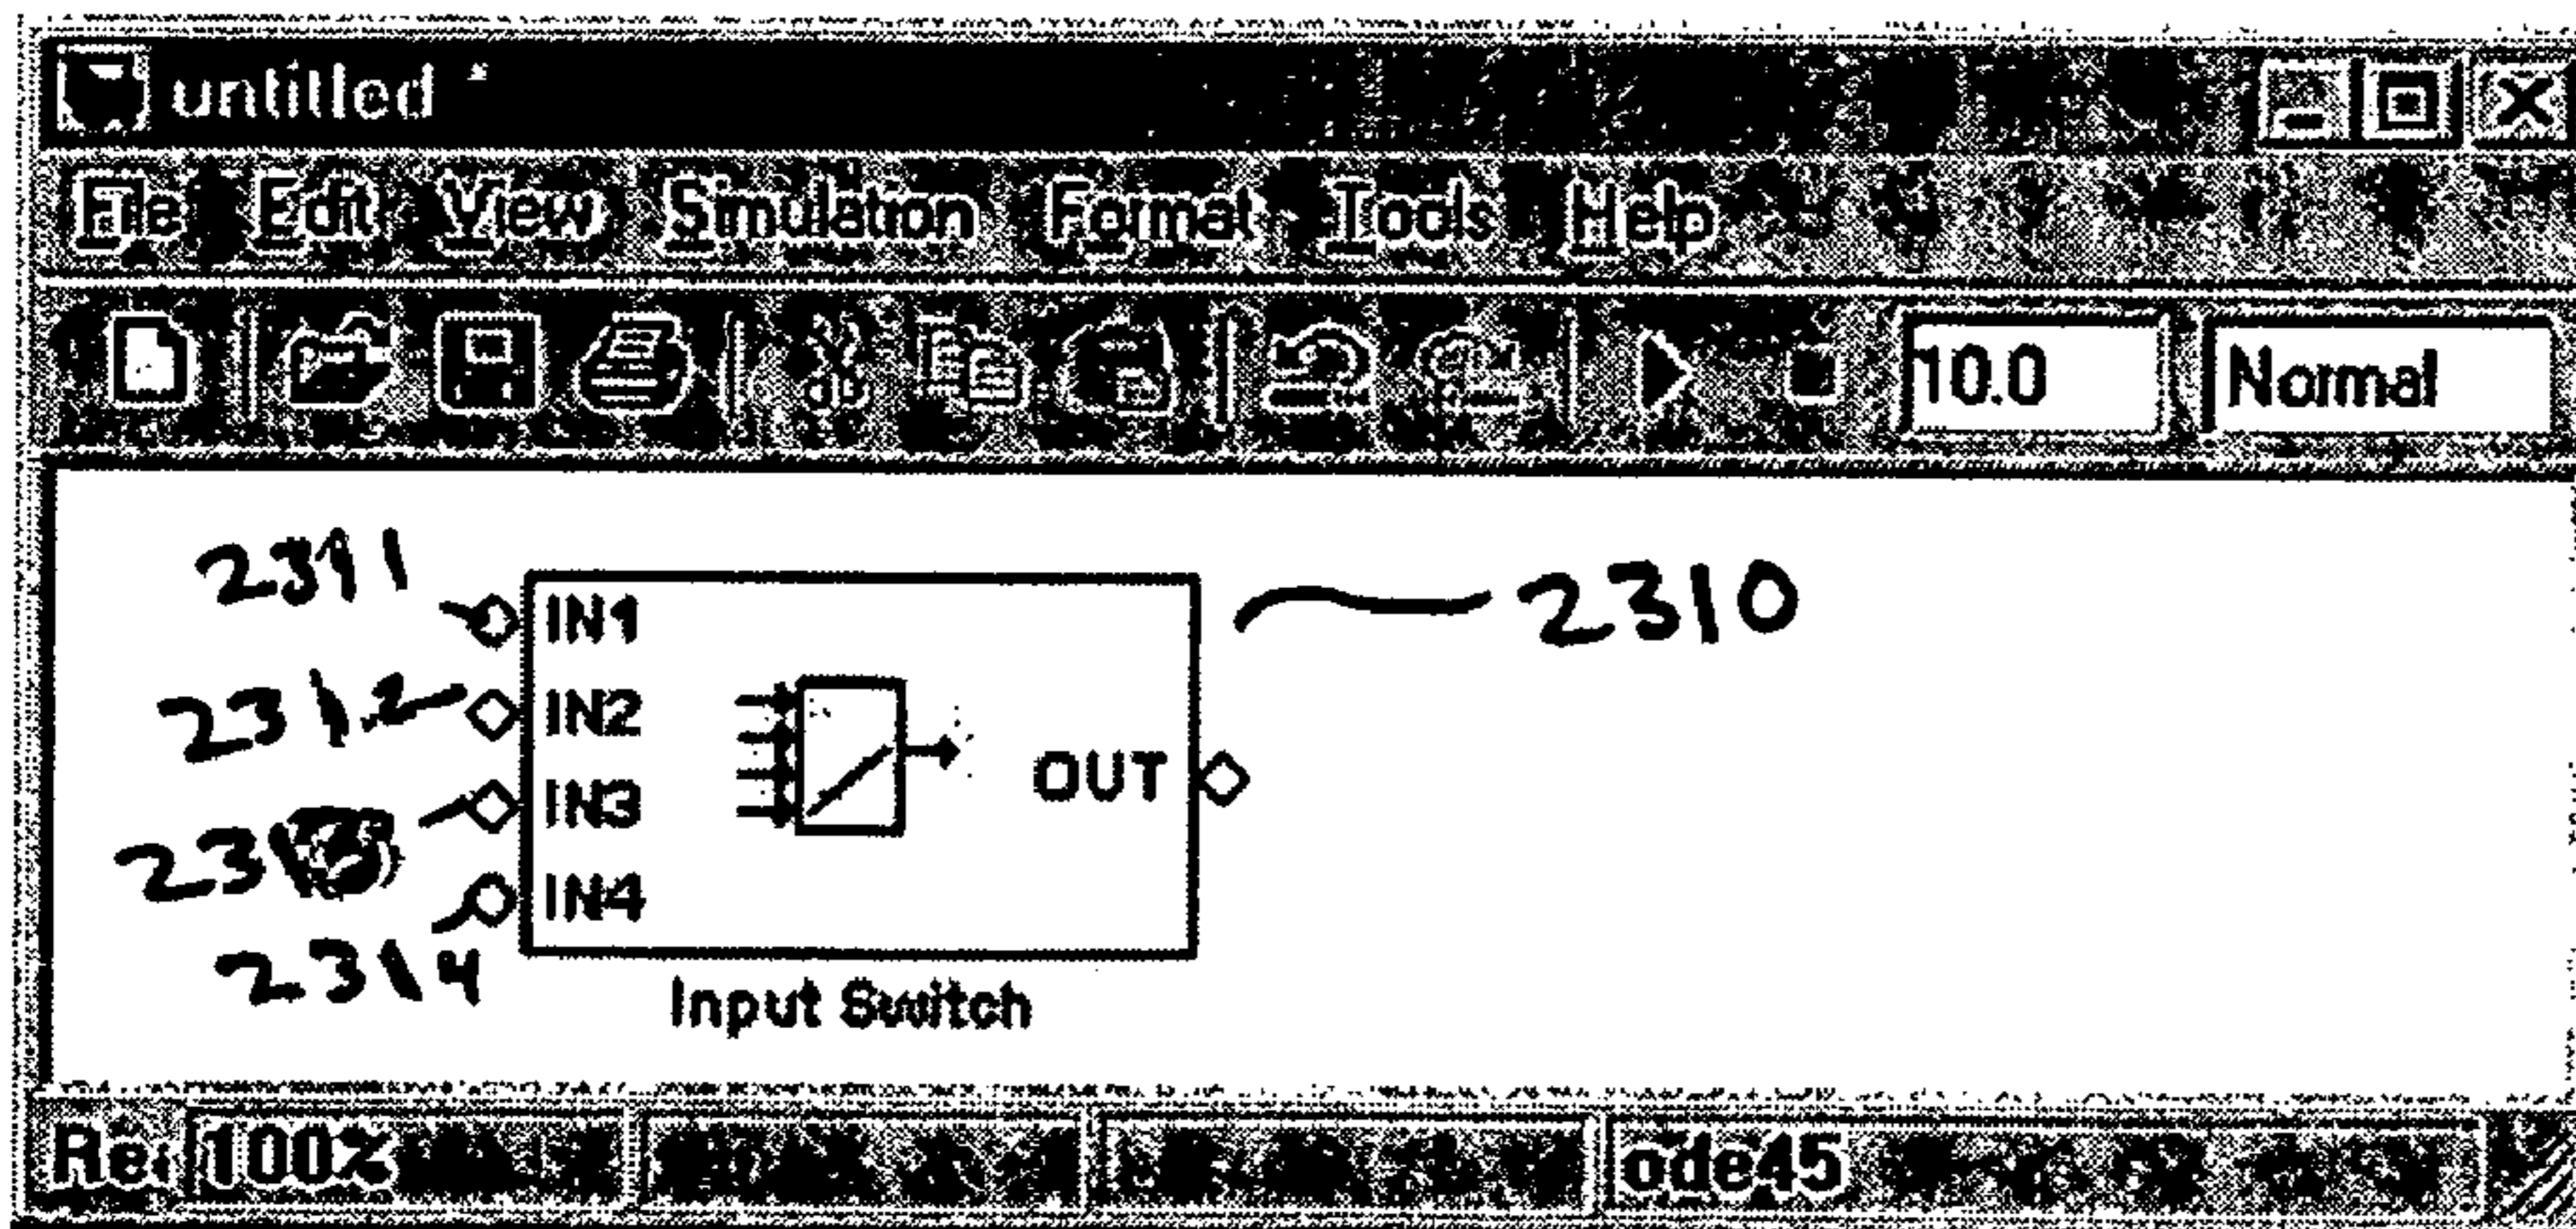 untitled *
File Edit View Simulation Format Tools Help
10.0 Normal
2311 IN1 2310
2312 IN2
IN3 OUT
IN4
2314
Input Switch
100% ode45